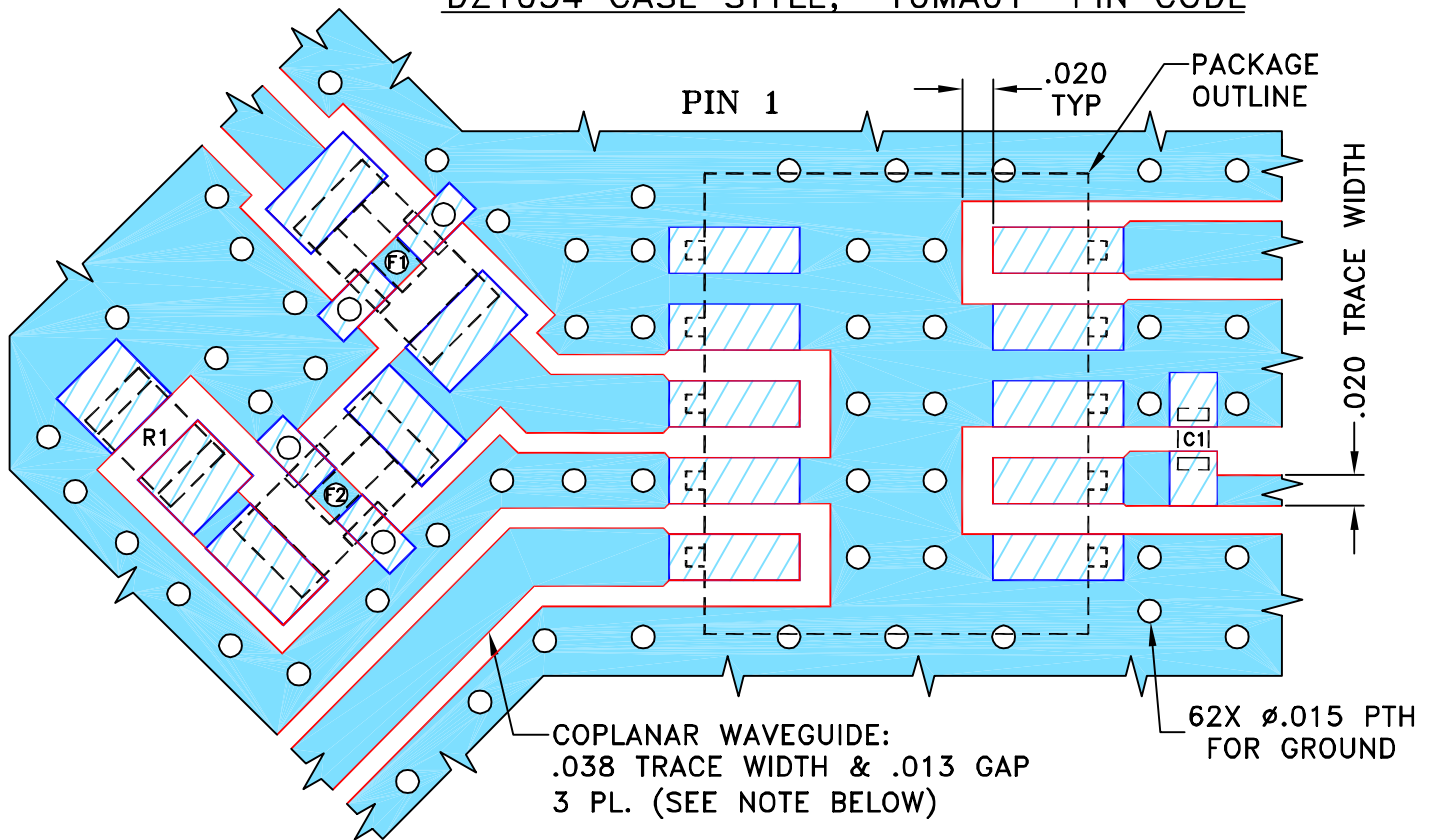 PIN 1
.020
TYP
PACKAGE
OUTLINE
.020 TRACE WIDTH
F1
R1
F2
C1
COPLANAR WAVEGUIDE:
.038 TRACE WIDTH & .013 GAP
3 PL. (SEE NOTE BELOW)
62X ø.015 PTH
FOR GROUND